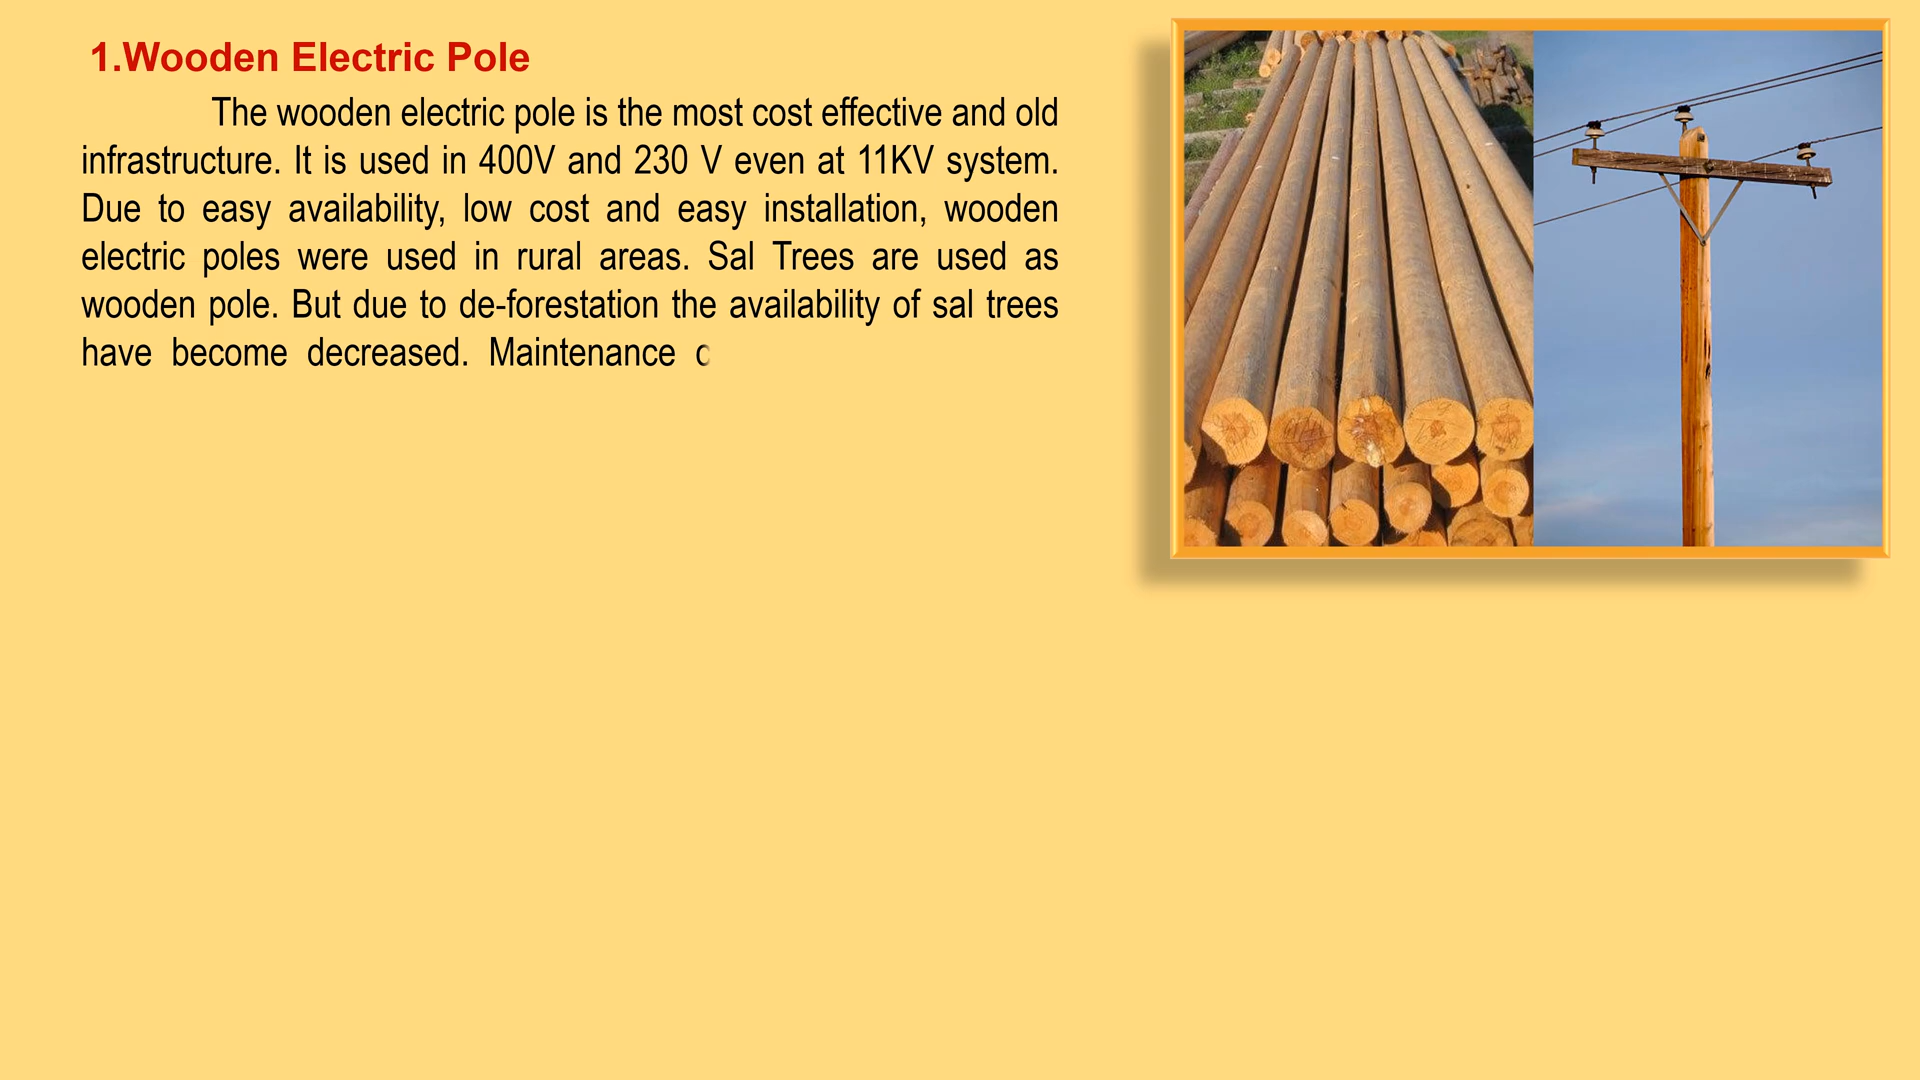 1.Wooden Electric Pole
The wooden electric pole is the most cost effective and old
infrastructure. It is used in 400V and 230 V even at 11KV system.
Due to easy availability, low cost and easy installation, wooden
electric poles were used in rural areas. Sal Trees are used as
wooden pole. But due to de-forestation the availability of sal trees
have become decreased. Maintenance